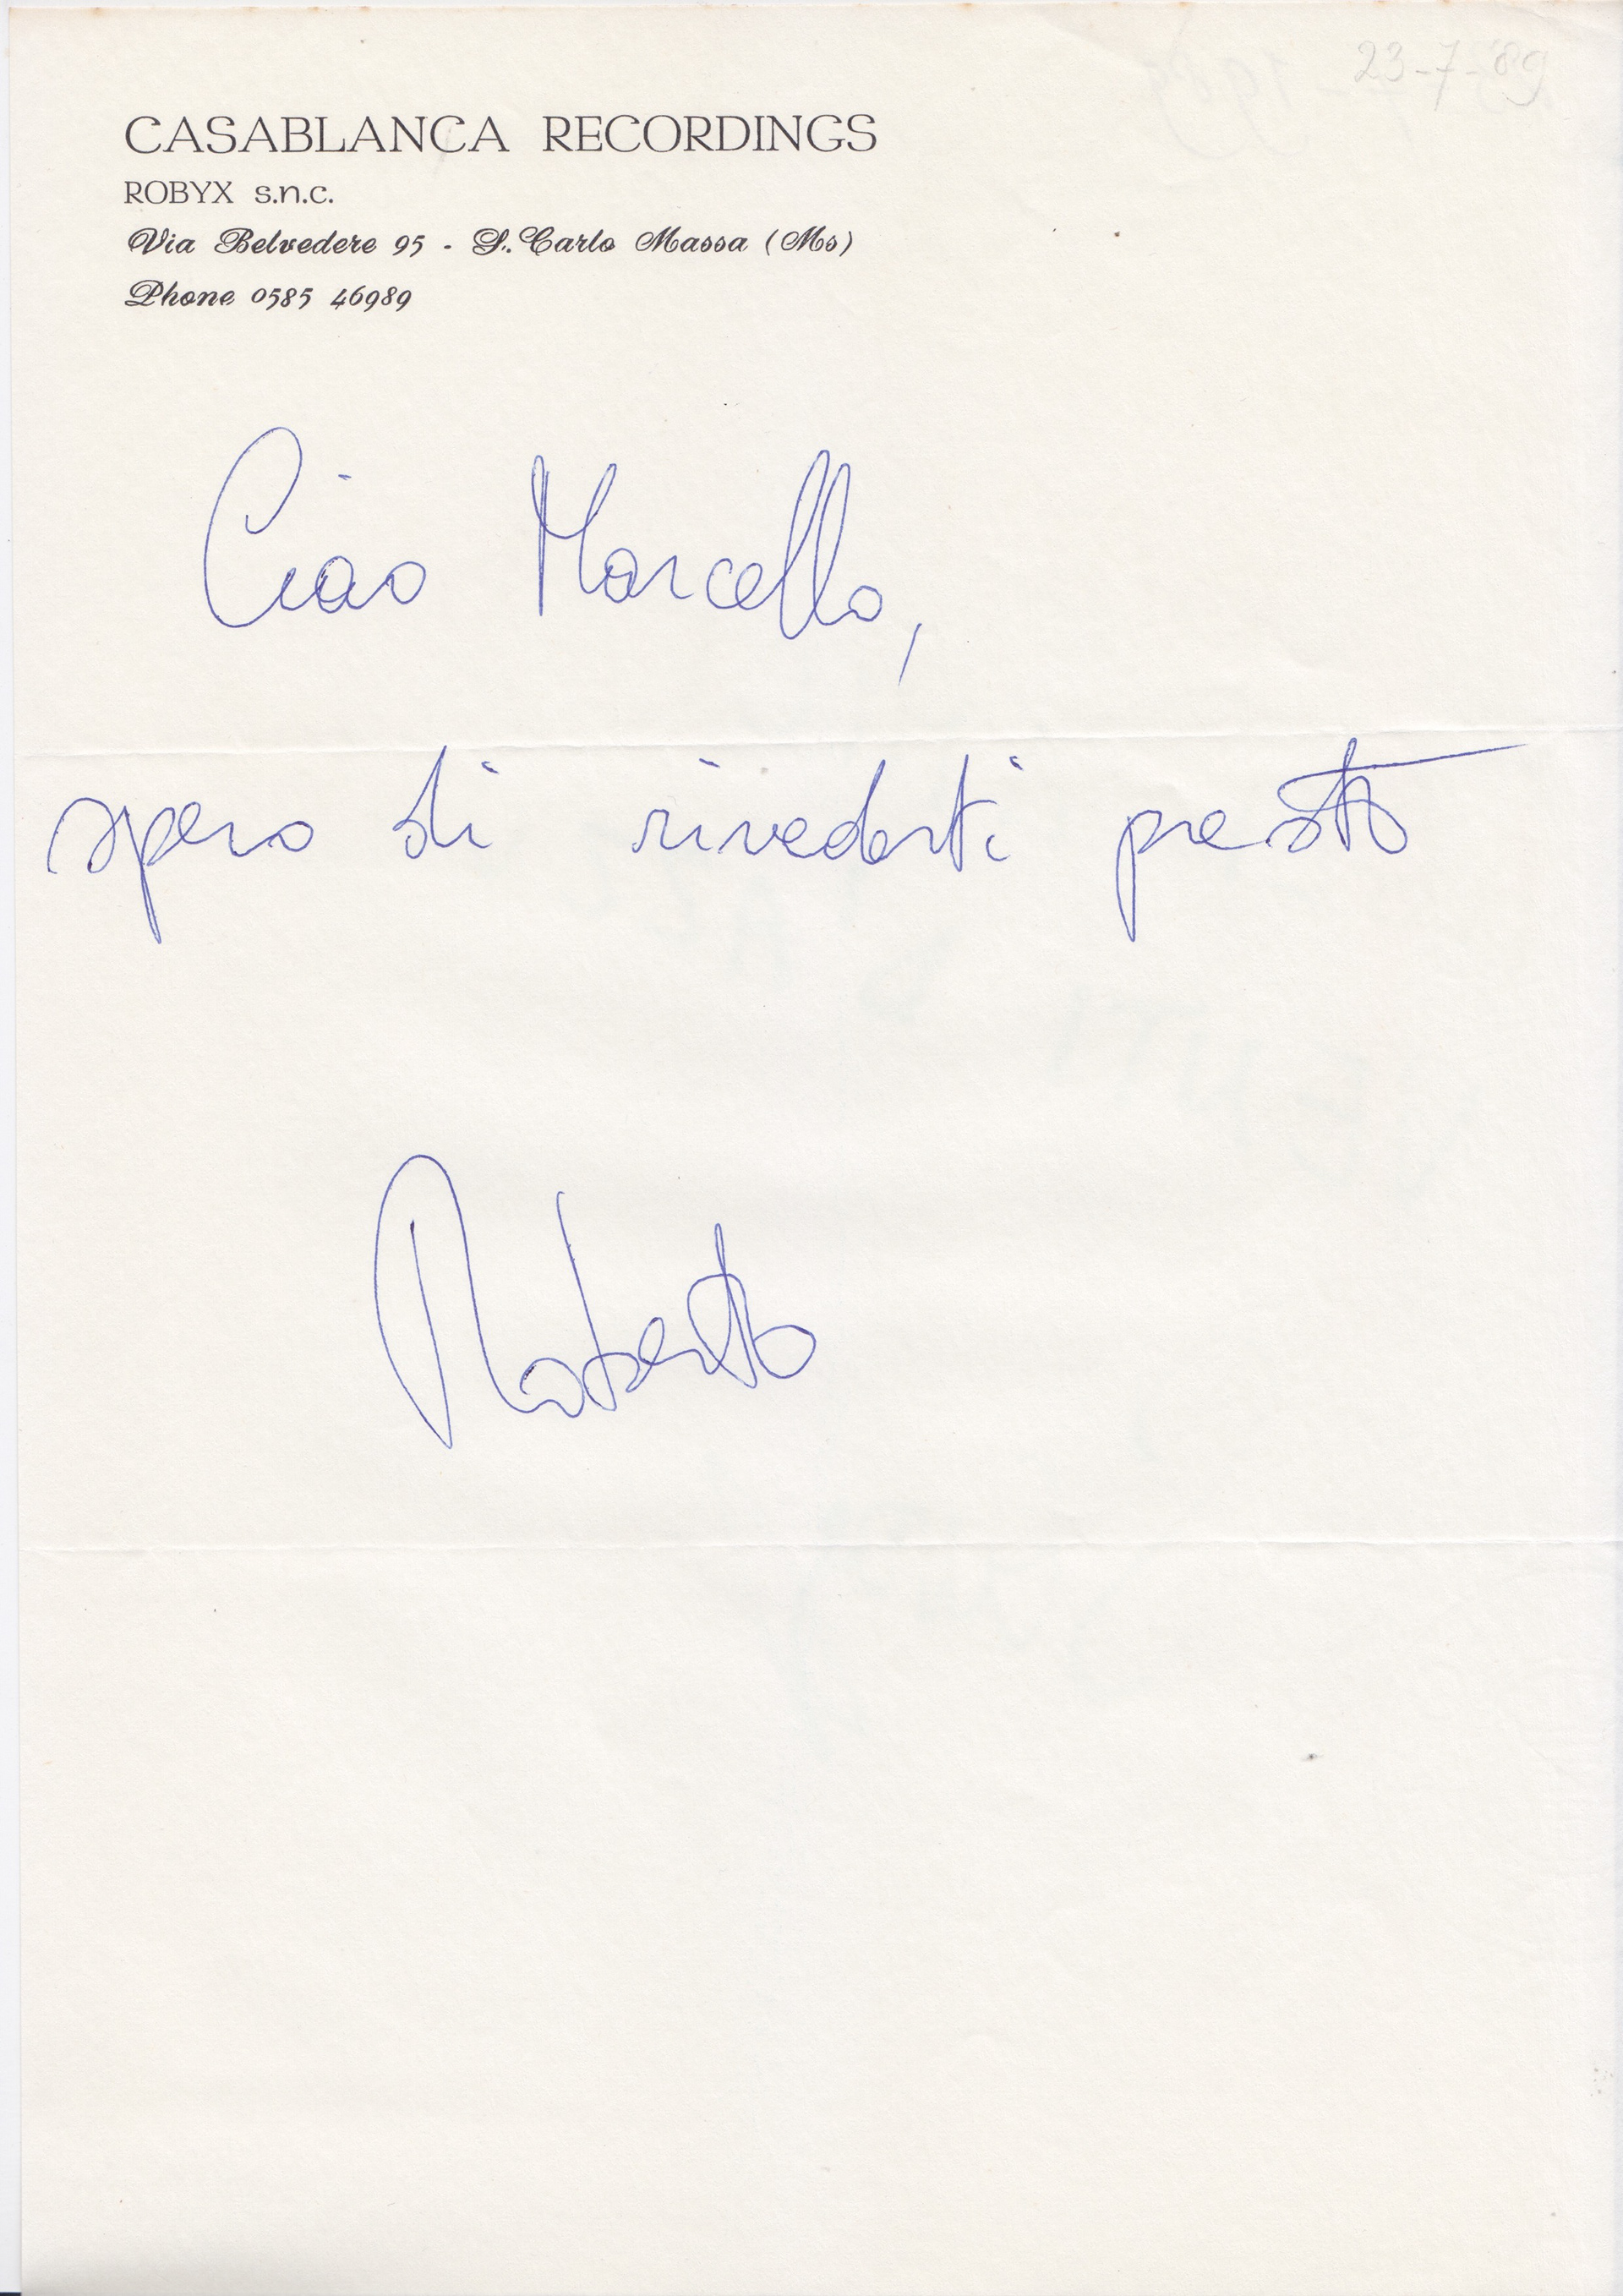 23-7-'89
CASABLANCA RECORDINGS
ROBYX s.n.c.
Via Belvedere 95 - S. Carlo Massa (Ms)
Phone 0585 46989
Ciao Marcello,
spero di rivederti presto
Roberto